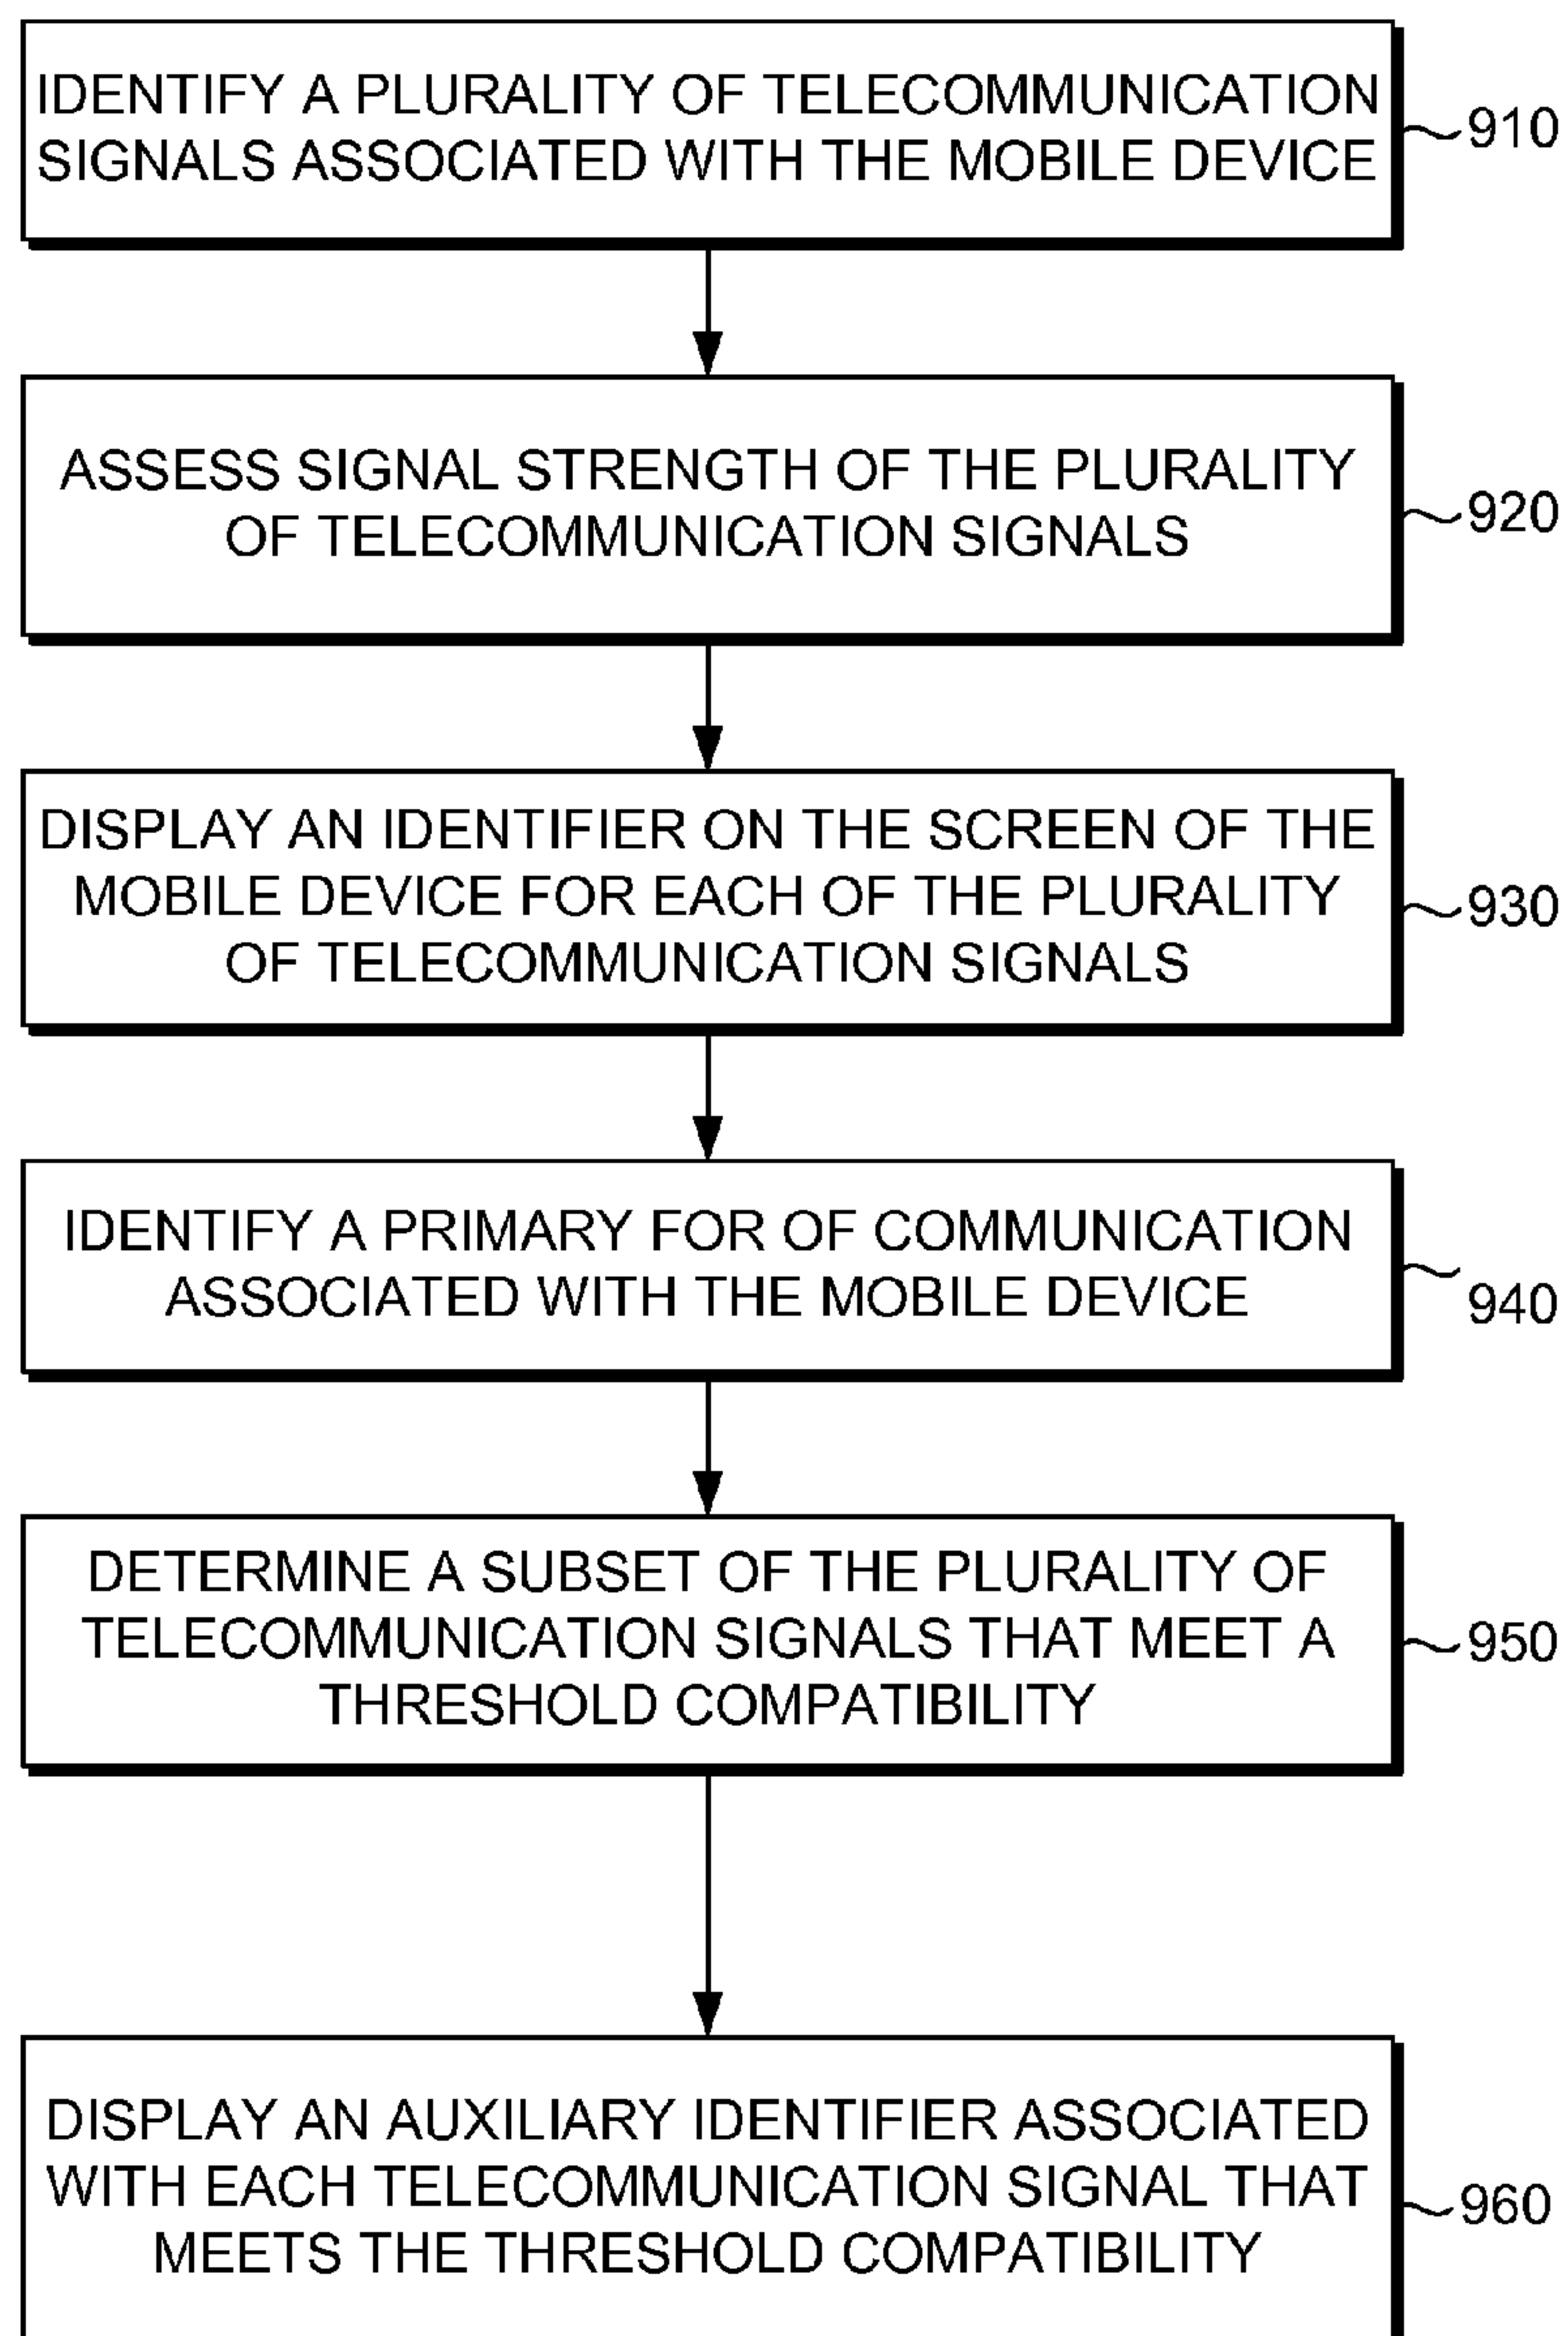 IDENTIFY A PLURALITY OF TELECOMMUNICATION
SIGNALS ASSOCIATED WITH THE MOBILE DEVICE
910
ASSESS SIGNAL STRENGTH OF THE PLURALITY
OF TELECOMMUNICATION SIGNALS
920
DISPLAY AN IDENTIFIER ON THE SCREEN OF THE
MOBILE DEVICE FOR EACH OF THE PLURALITY
OF TELECOMMUNICATION SIGNALS
930
IDENTIFY A PRIMARY FOR OF COMMUNICATION
ASSOCIATED WITH THE MOBILE DEVICE
940
DETERMINE A SUBSET OF THE PLURALITY OF
TELECOMMUNICATION SIGNALS THAT MEET A
THRESHOLD COMPATIBILITY
950
DISPLAY AN AUXILIARY IDENTIFIER ASSOCIATED
WITH EACH TELECOMMUNICATION SIGNAL THAT
MEETS THE THRESHOLD COMPATIBILITY
960